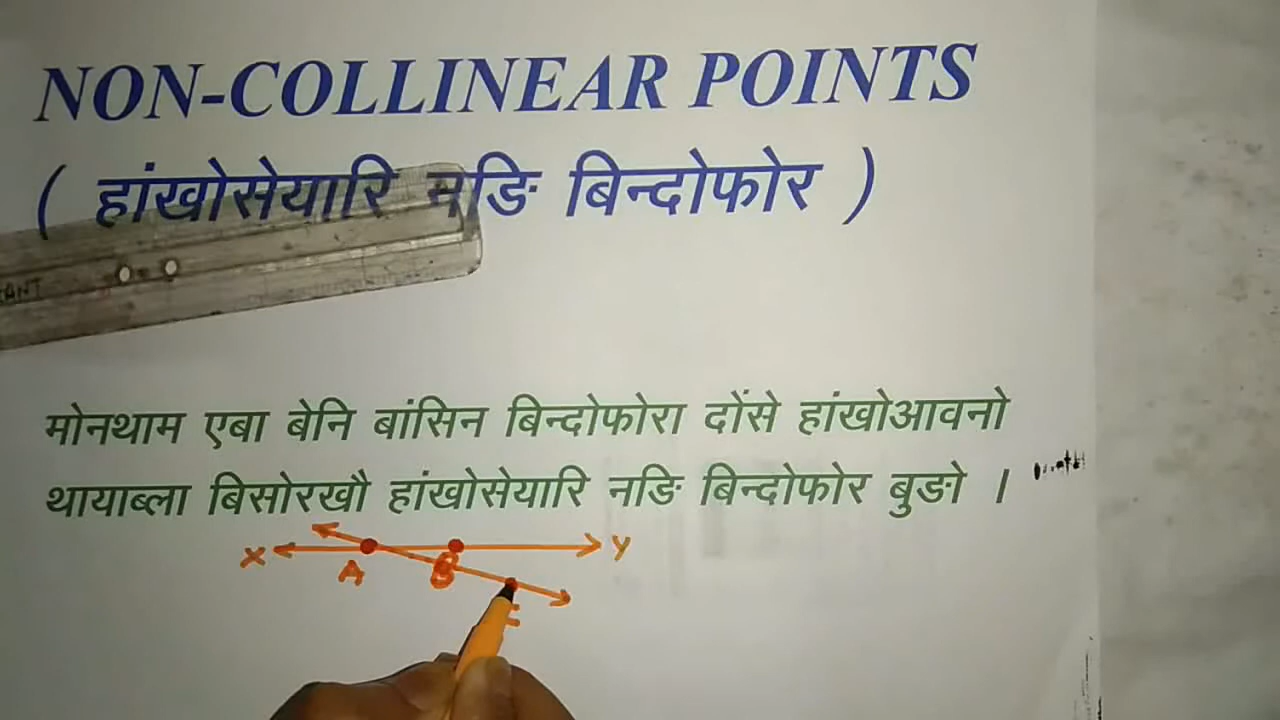 NON-COLLINEAR POINTS
( हांखोसेयारि नङि बिन्दोफोर )
मोनथाम एबा बेनि बांसिन बिन्दोफोरा दोंसे हांखोआवनो
थायाब्ला बिसोरखौ हांखोसेयारि नङि बिन्दोफोर बुङो ।
X Y
A B